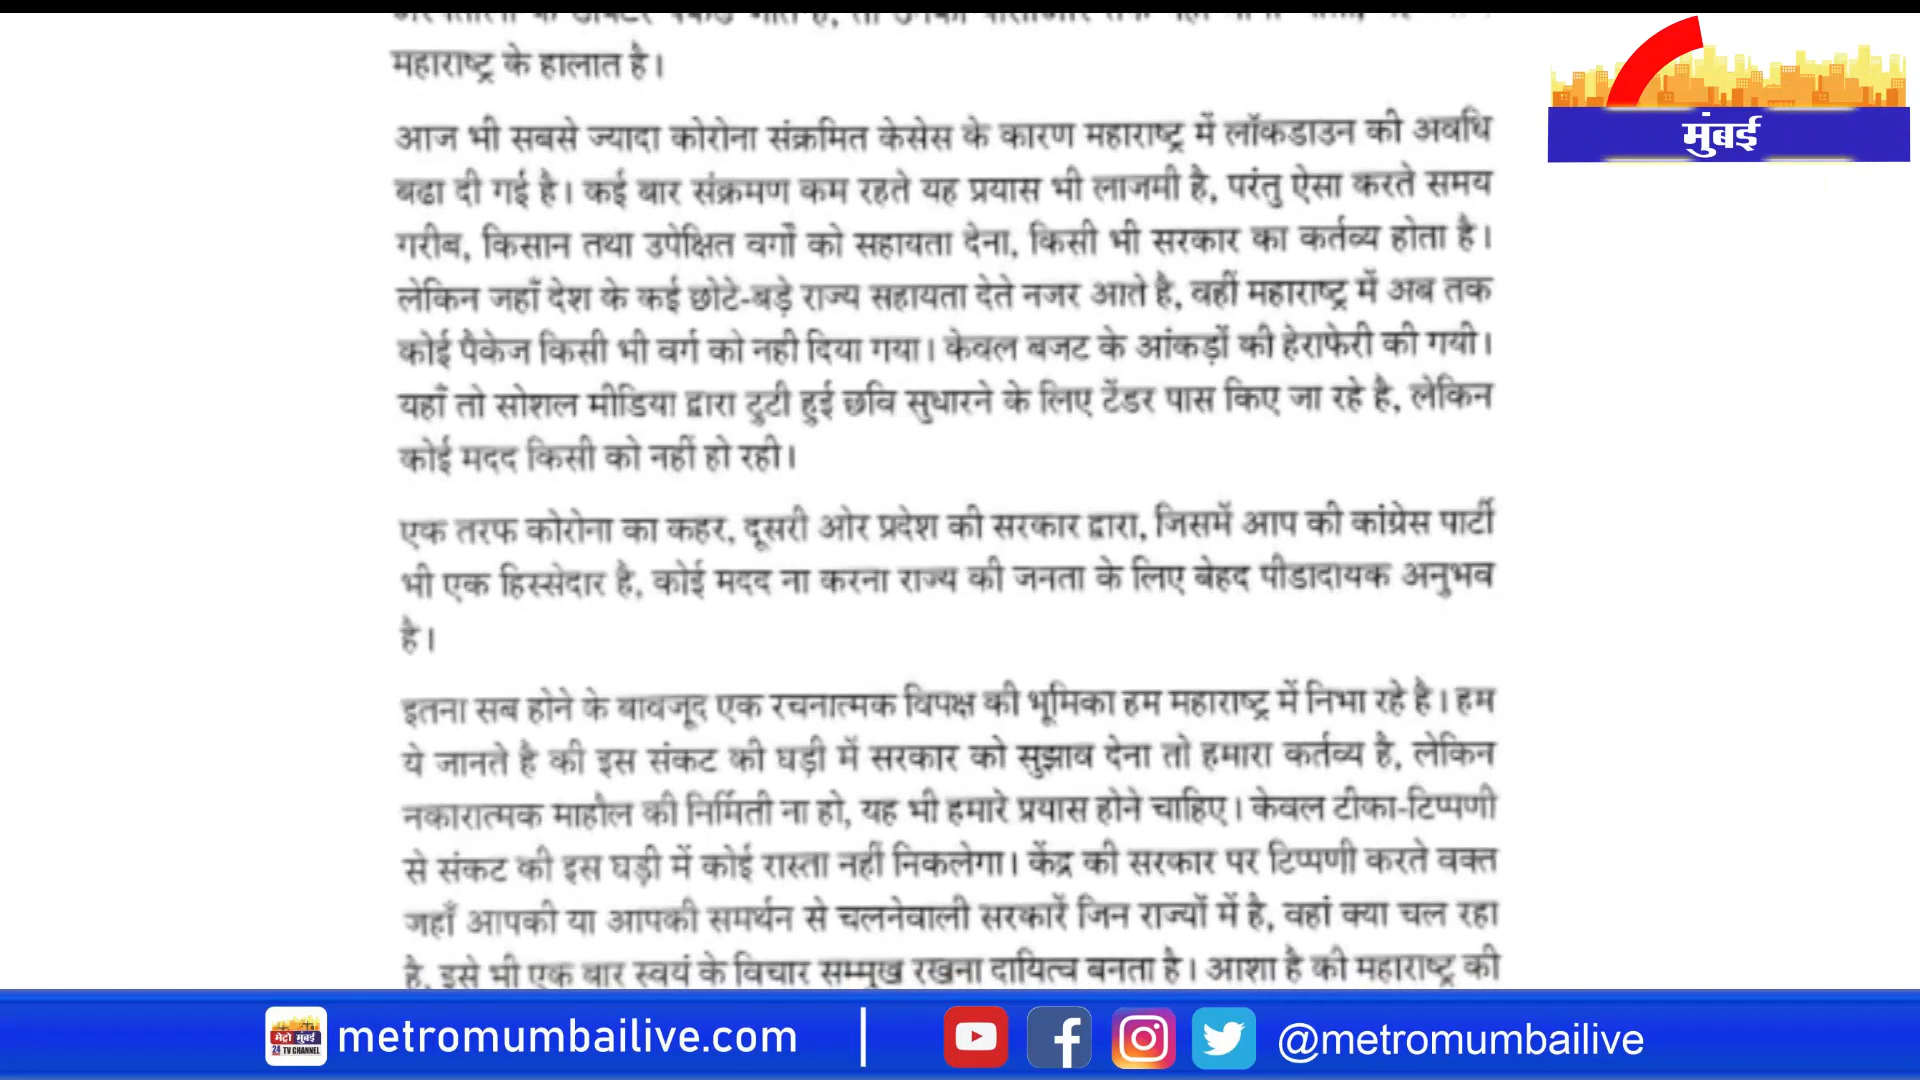 महाराष्ट्र के हालात है।
आज भी सबसे ज्यादा कोरोना संक्रमित केसेस के कारण महाराष्ट्र में लॉकडाउन की अवधि
बढा दी गई है। कई बार संक्रमण कम रहते यह प्रयास भी लाजमी है, परंतु ऐसा करते समय
गरीब, किसान तथा उपेक्षित वर्गों को सहायता देना, किसी भी सरकार का कर्तव्य होता है।
लेकिन जहाँ देश के कई छोटे-बड़े राज्य सहायता देते नजर आते है, वहीं महाराष्ट्र में अब तक
कोई पैकेज किसी भी वर्ग को नही दिया गया। केवल बजट के आंकड़ों की हेराफेरी की गयी।
यहाँ तो सोशल मीडिया द्वारा टुटी हुई छवि सुधारने के लिए टेंडर पास किए जा रहे है, लेकिन
कोई मदद किसी को नहीं हो रही।
एक तरफ कोरोना का कहर, दूसरी ओर प्रदेश की सरकार द्वारा, जिसमें आप की कांग्रेस पार्टी
भी एक हिस्सेदार है, कोई मदद ना करना राज्य की जनता के लिए बेहद पीडादायक अनुभव
है।
इतना सब होने के बावजूद एक रचनात्मक विपक्ष की भूमिका हम महाराष्ट्र में निभा रहे है। हम
ये जानते है की इस संकट की घड़ी में सरकार को सुझाव देना तो हमारा कर्तव्य है, लेकिन
नकारात्मक माहौल की निर्मिती ना हो, यह भी हमारे प्रयास होने चाहिए। केवल टीका-टिप्पणी
से संकट की इस घड़ी में कोई रास्ता नहीं निकलेगा। केंद्र की सरकार पर टिप्पणी करते वक्त
जहाँ आपकी या आपकी समर्थन से चलनेवाली सरकारें जिन राज्यों में है, वहां क्या चल रहा
है, इसे भी एक बार स्वयं के विचार सम्मुख रखना दायित्व बनता है। आशा है की महाराष्ट्र की
मुंबई
मेट्रो मुंबई
24 TV CHANNEL
metromumbailive.com
@metromumbailive